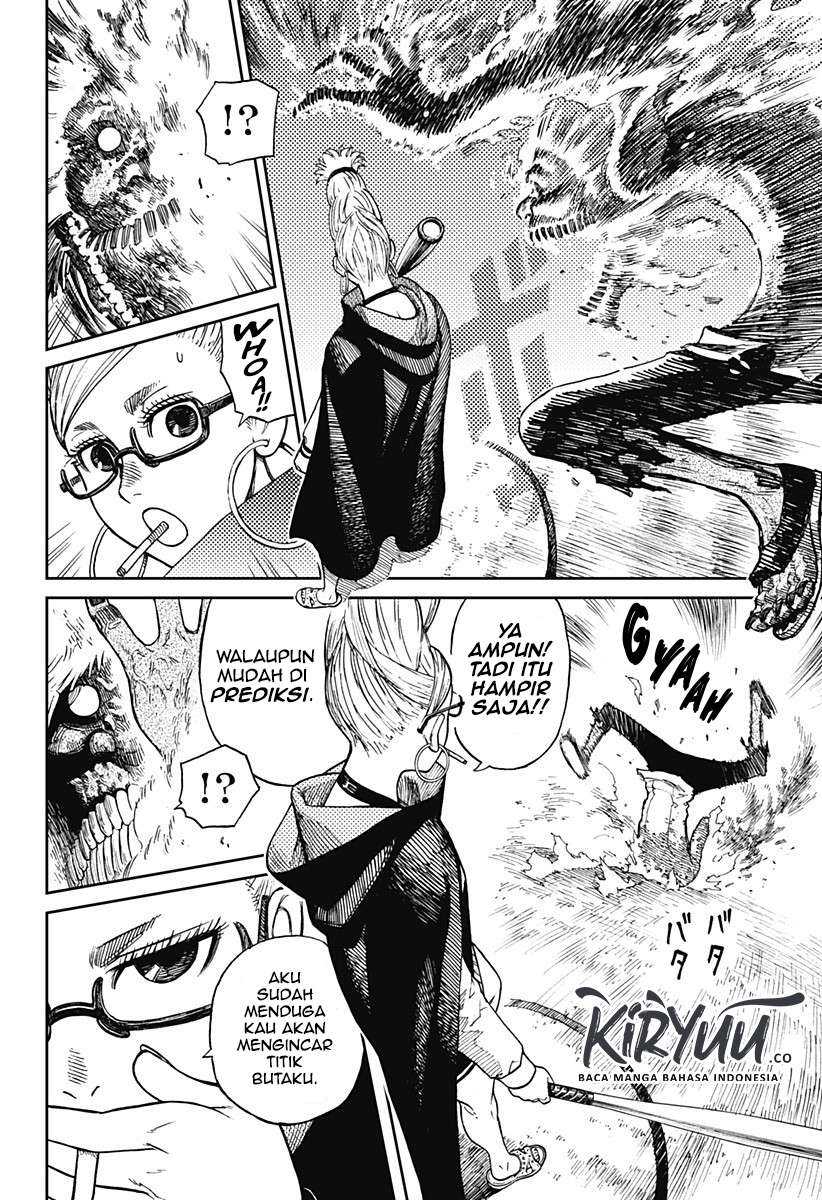 !?
WHOA!!
YA
AMPUN!
TADI ITU
HAMPIR
SAJA!!
GYAAAH
バタ
バタ
WALAUPUN
MUDAH DI
PREDIKSI.
!?
AKU
SUDAH
MENDUGA
KAU AKAN
MENGINCAR
TITIK
BUTAKU.
KIRYUU.CO
BACA MANGA BAHASA INDONESIA